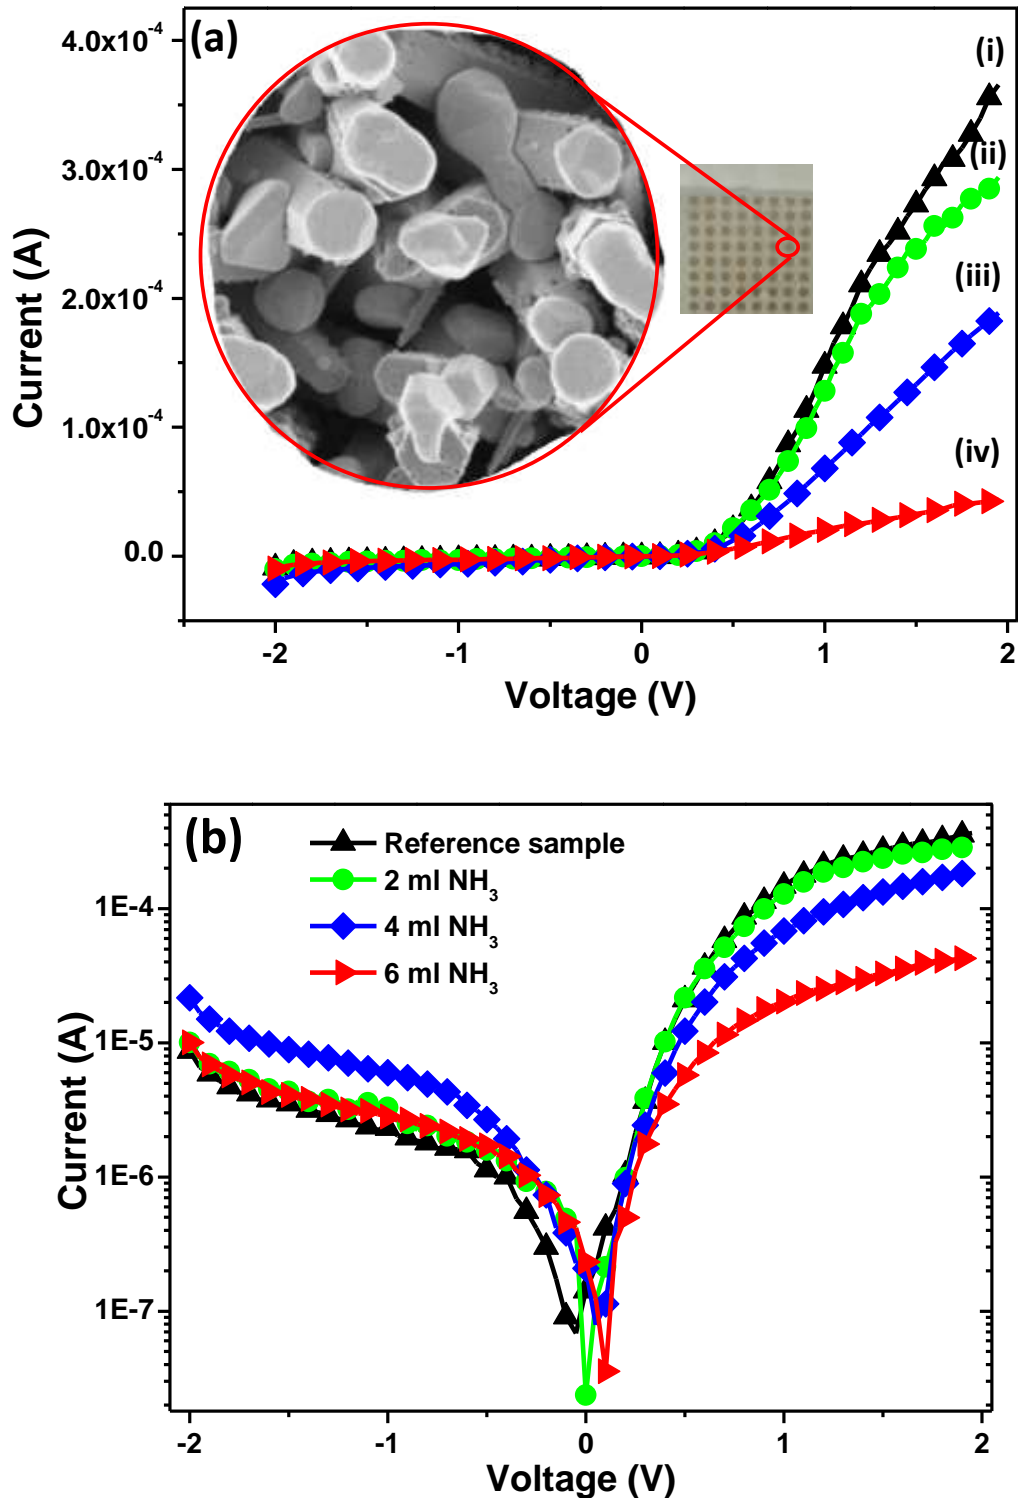 (a)
(i)
(ii)
(iii)
(iv)
4.0x10⁻⁴
3.0x10⁻⁴
2.0x10⁻⁴
1.0x10⁻⁴
0.0
Current (A)
-2
-1
0
1
2
Voltage (V)
(b)
Reference sample
2 ml NH₃
4 ml NH₃
6 ml NH₃
1E-4
1E-5
1E-6
1E-7
Current (A)
-2
-1
0
1
2
Voltage (V)